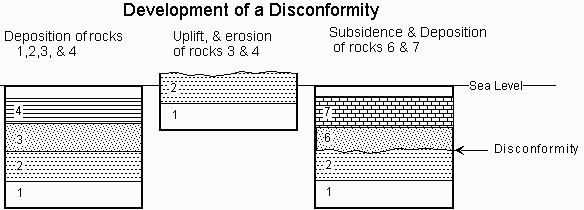 Development of a Disconformity
Deposition of rocks
1,2,3, & 4
Uplift, & erosion
of rocks 3 & 4
Subsidence & Deposition
of rocks 6 & 7
4
3
2
1
2
1
7
6
2
1
Sea Level
Disconformity